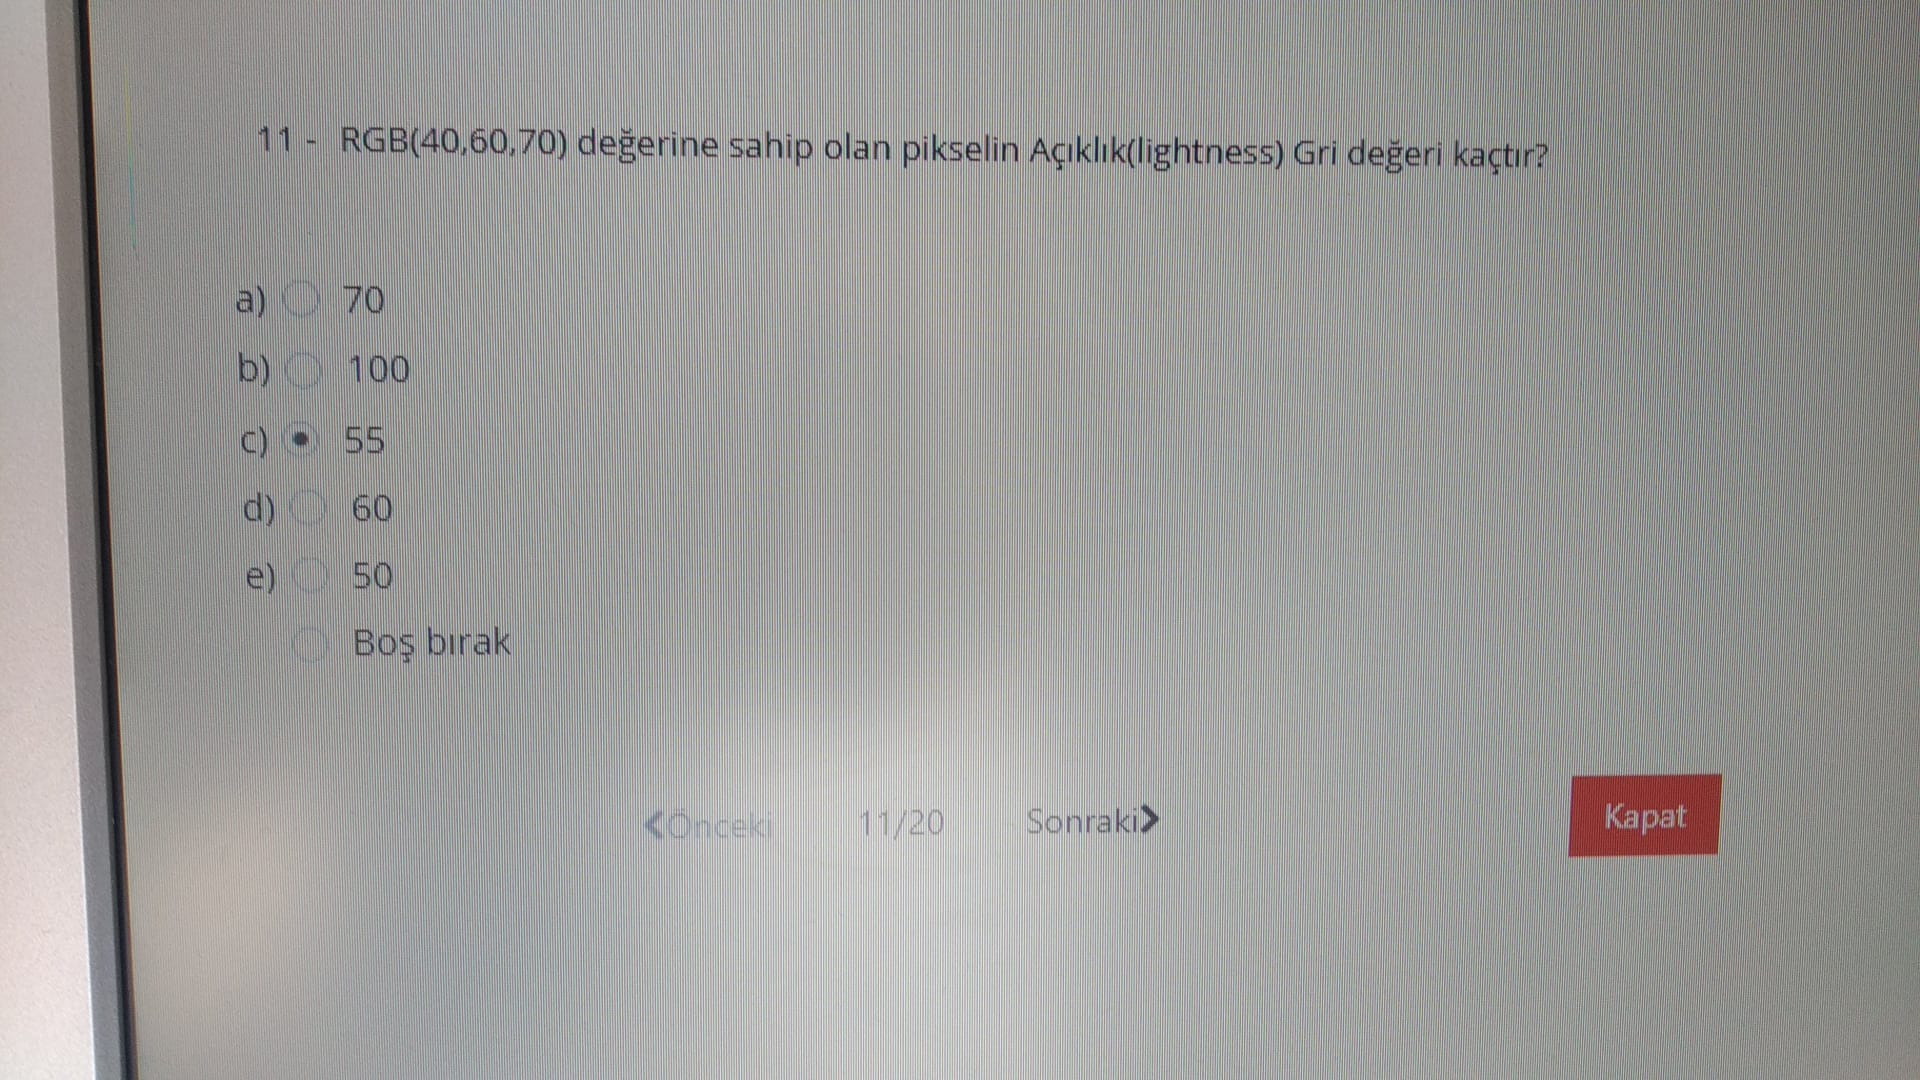 11 - RGB(40,60,70) değerine sahip olan pikselin Açıklık(lightness) Gri değeri kaçtır?
a) 70
b) 100
c) 55
d) 60
e) 50
Boş bırak
Önceki 11/20 Sonraki Kapat